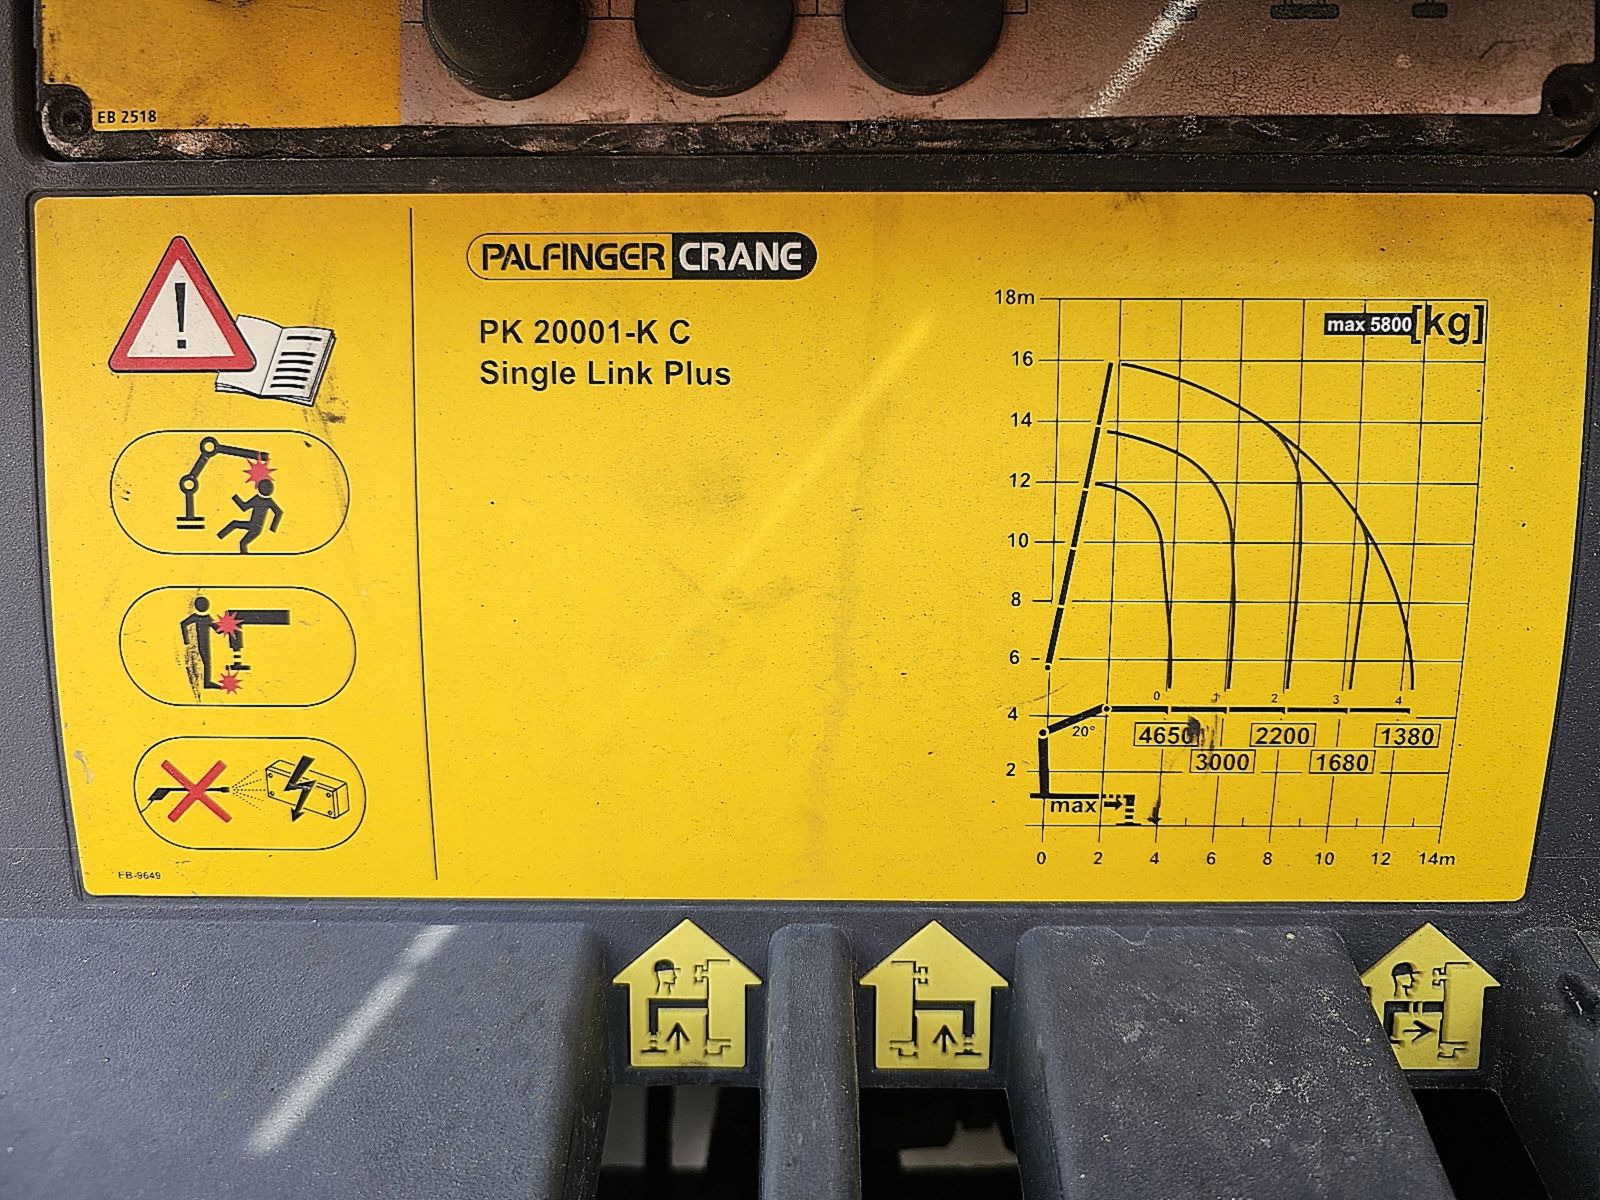 EB 2518
PALFINGER CRANE
PK 20001-K C
Single Link Plus
18m
max 5800 [kg]
16
14
12
10
8
6
0 1 2 3 4
4
20°
4650 2200 1380
3000 1680
2
max
0 2 4 6 8 10 12 14m
EB-9649